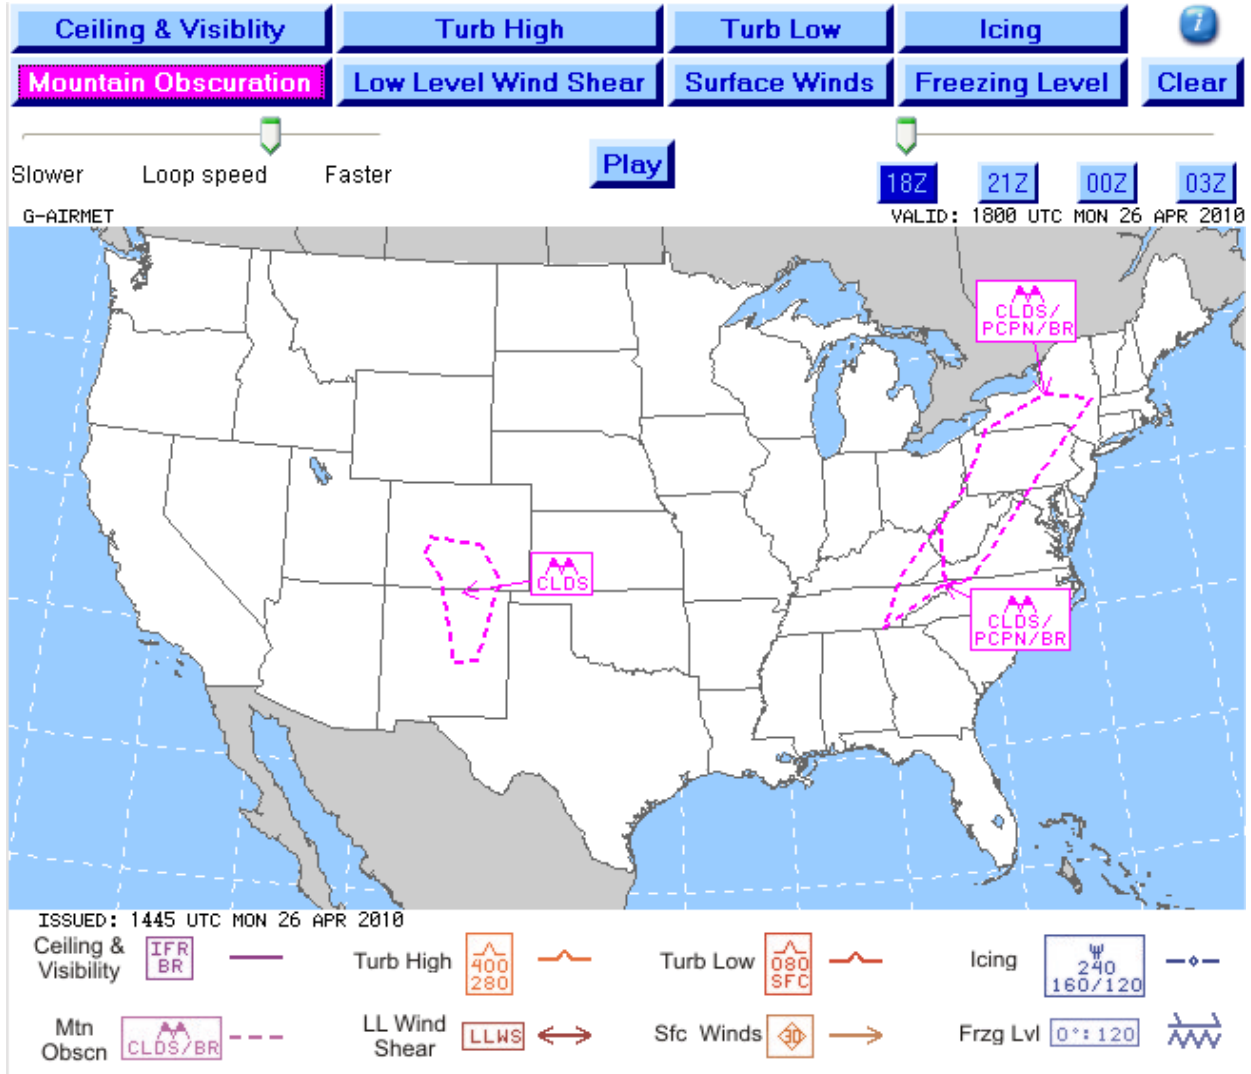 Ceiling & Visiblity Turb High Turb Low Icing i
Mountain Obscuration Low Level Wind Shear Surface Winds Freezing Level Clear
Play
Slower Loop speed Faster
18Z 21Z 00Z 03Z
G-AIRMET VALID: 1800 UTC MON 26 APR 2010
CLDS/
PCPN/BR
CLDS
CLDS/
PCPN/BR
ISSUED: 1445 UTC MON 26 APR 2010
Ceiling &
Visibility
IFR
BR
Turb High
400
280
Turb Low
080
SFC
Icing
240
160/120
Mtn
Obscn
CLDS/BR
LL Wind
Shear
LLWS
Sfc Winds
30
Frzg Lvl
0°:120